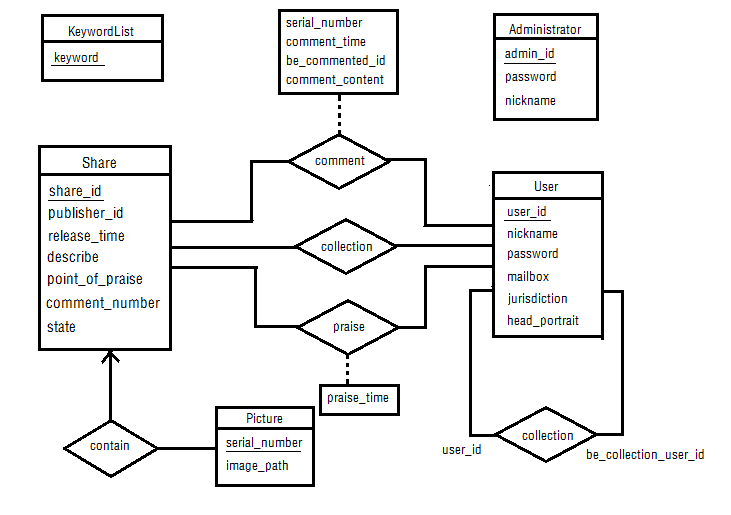 KeywordList
keyword
serial_number
comment_time
be_commented_id
comment_content
Administrator
admin_id
password
nickname
Share
share_id
publisher_id
release_time
describe
point_of_praise
comment_number
state
comment
collection
praise
praise_time
User
user_id
nickname
password
mailbox
jurisdiction
head_portrait
contain
Picture
serial_number
image_path
collection
user_id
be_collection_user_id